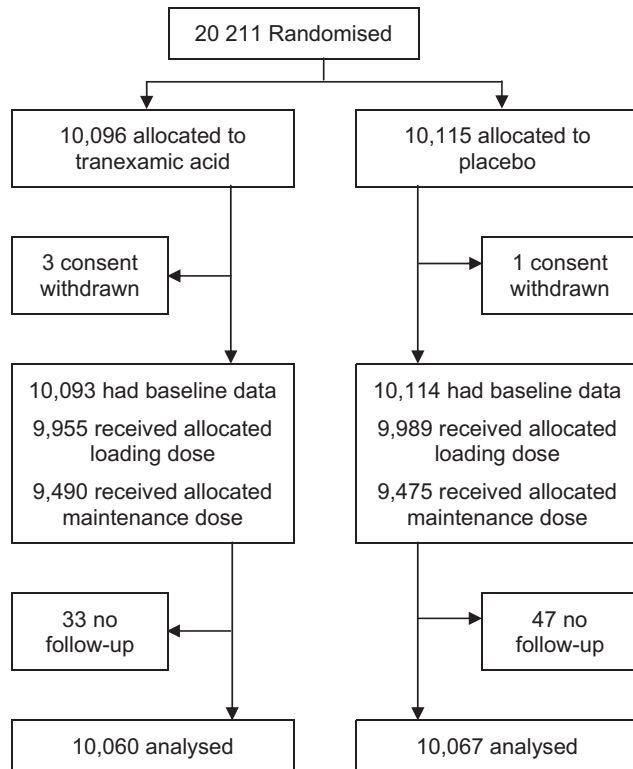 20 211 Randomised
10,096 allocated to
tranexamic acid
10,115 allocated to
placebo
3 consent
withdrawn
1 consent
withdrawn
10,093 had baseline data
9,955 received allocated
loading dose
9,490 received allocated
maintenance dose
10,114 had baseline data
9,989 received allocated
loading dose
9,475 received allocated
maintenance dose
33 no
follow-up
47 no
follow-up
10,060 analysed
10,067 analysed